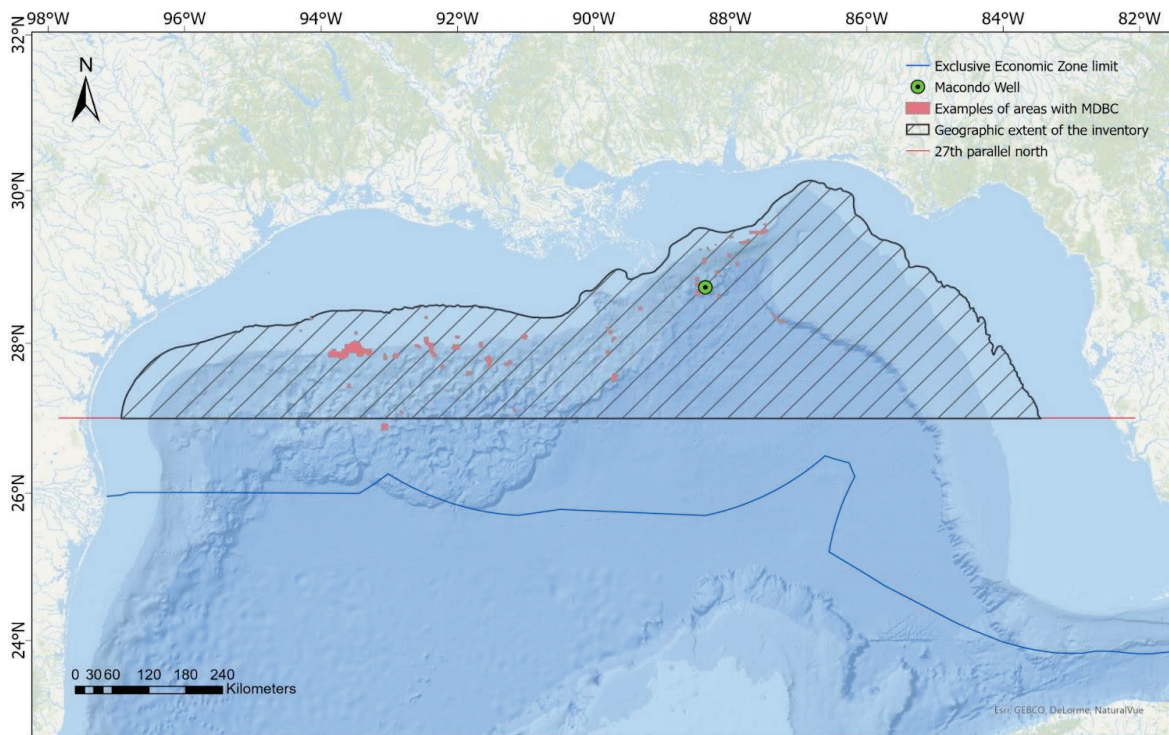 98°W 96°W 94°W 92°W 90°W 88°W 86°W 84°W 82°W
32°N
30°N
28°N
26°N
24°N
N
Exclusive Economic Zone limit
Macondo Well
Examples of areas with MDBC
Geographic extent of the inventory
27th parallel north
0 30 60 120 180 240
Kilometers
Esri, GEBCO, DeLorme, NaturalVue